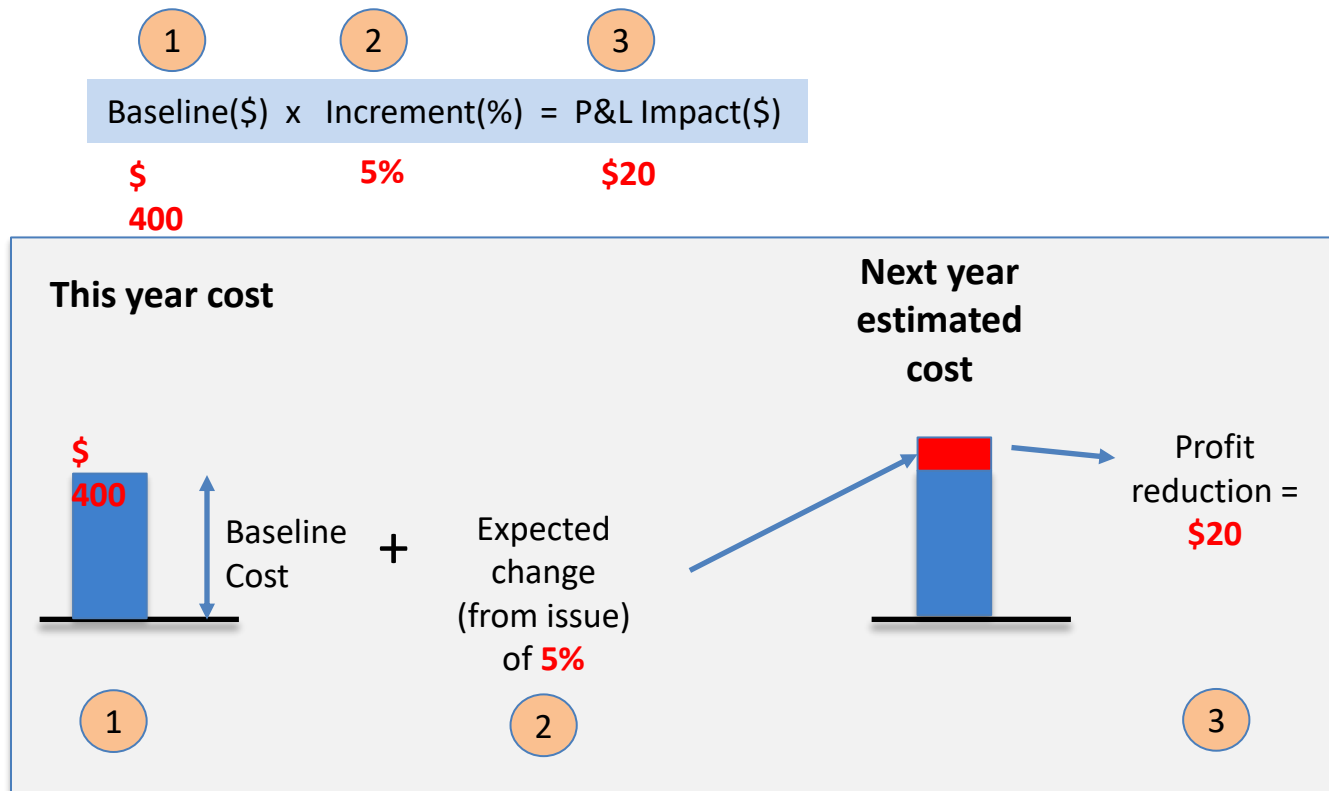 1 2 3
Baseline($) x Increment(%) = P&L Impact($)
$ 5% $20
400
This year cost
Next year
estimated
cost
$
400
Baseline
Cost
+
Expected
change
(from issue)
of 5%
Profit
reduction =
$20
1 2 3